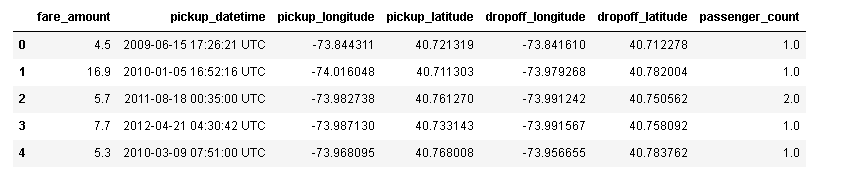 fare_amount pickup_datetime pickup_longitude pickup_latitude dropoff_longitude dropoff_latitude passenger_count
0 4.5 2009-06-15 17:26:21 UTC -73.844311 40.721319 -73.841610 40.712278 1.0
1 16.9 2010-01-05 16:52:16 UTC -74.016048 40.711303 -73.979268 40.782004 1.0
2 5.7 2011-08-18 00:35:00 UTC -73.982738 40.761270 -73.991242 40.750562 2.0
3 7.7 2012-04-21 04:30:42 UTC -73.987130 40.733143 -73.991567 40.758092 1.0
4 5.3 2010-03-09 07:51:00 UTC -73.968095 40.768008 -73.956655 40.783762 1.0